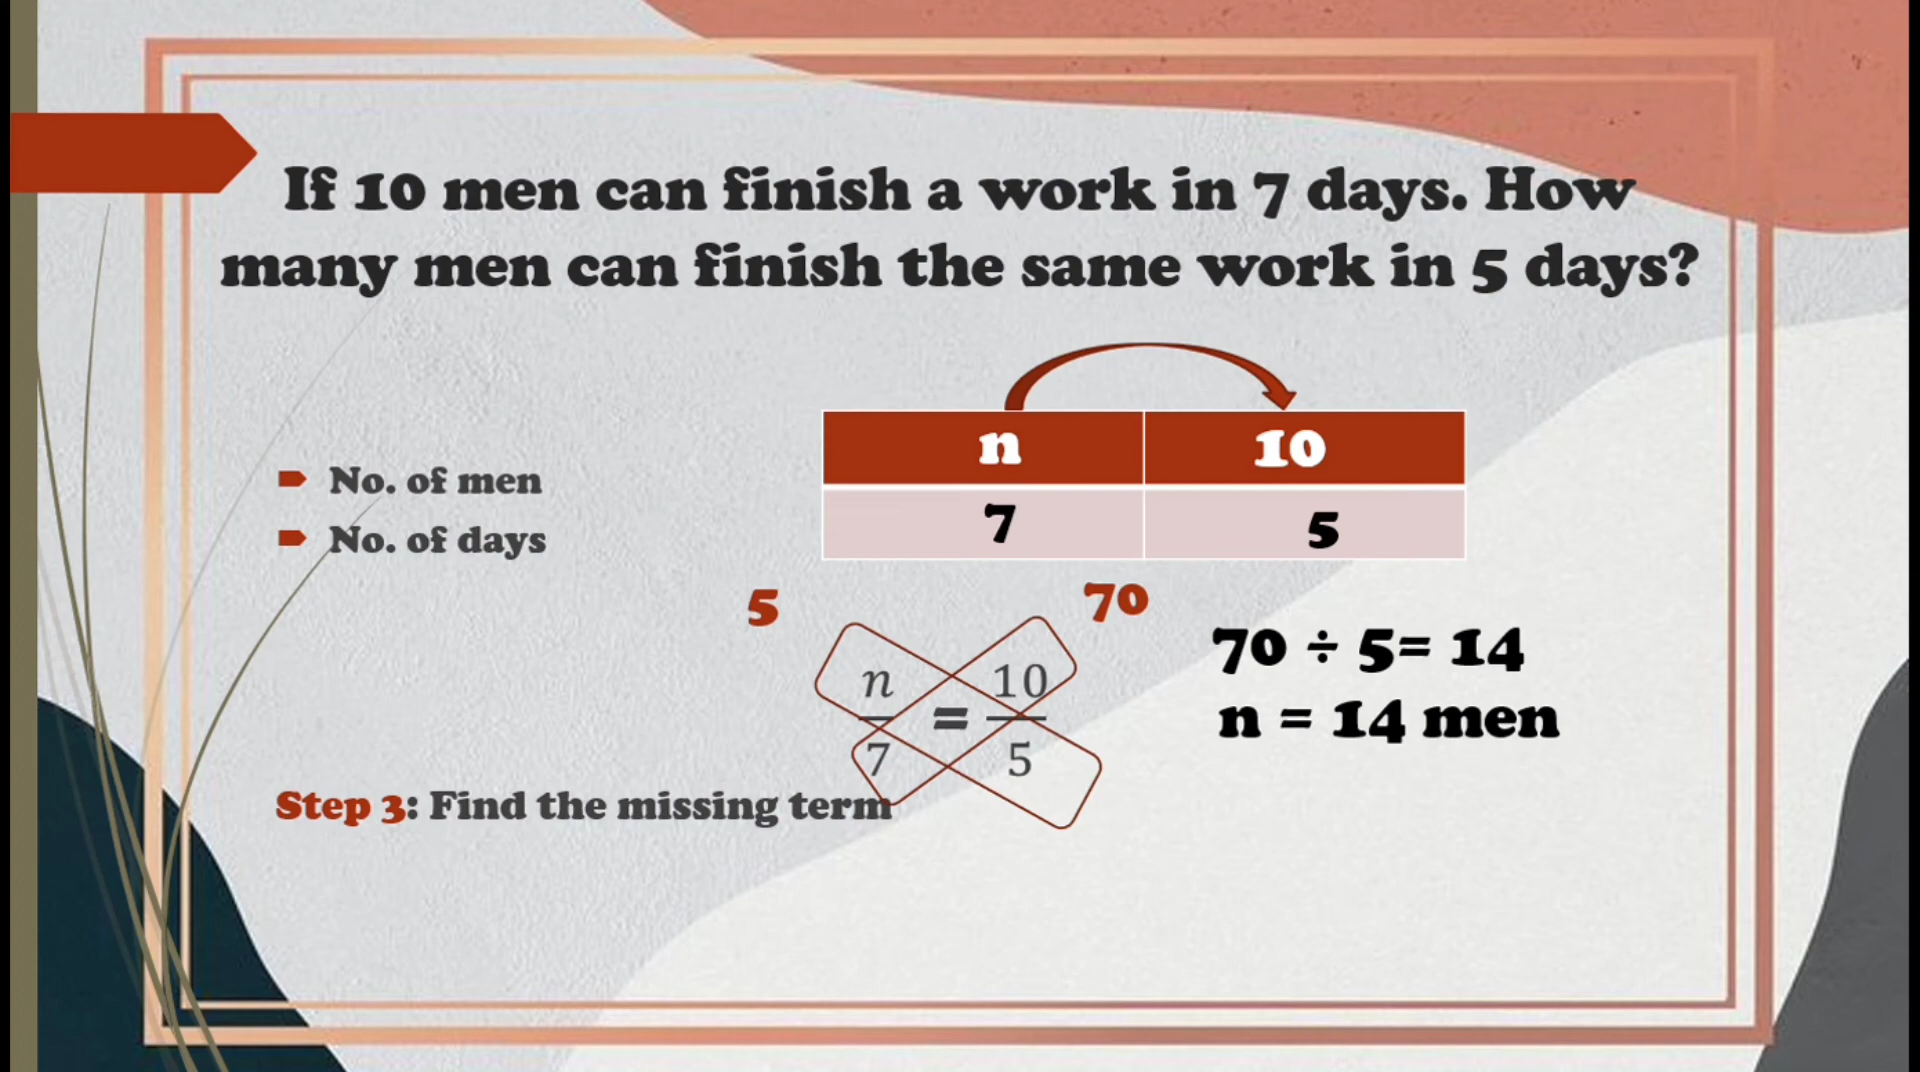 If 10 men can finish a work in 7 days. How
many men can finish the same work in 5 days?
No. of men
No. of days
n 10
7 5
5 70
n/7 = 10/5
70 ÷ 5= 14
n = 14 men
Step 3: Find the missing term